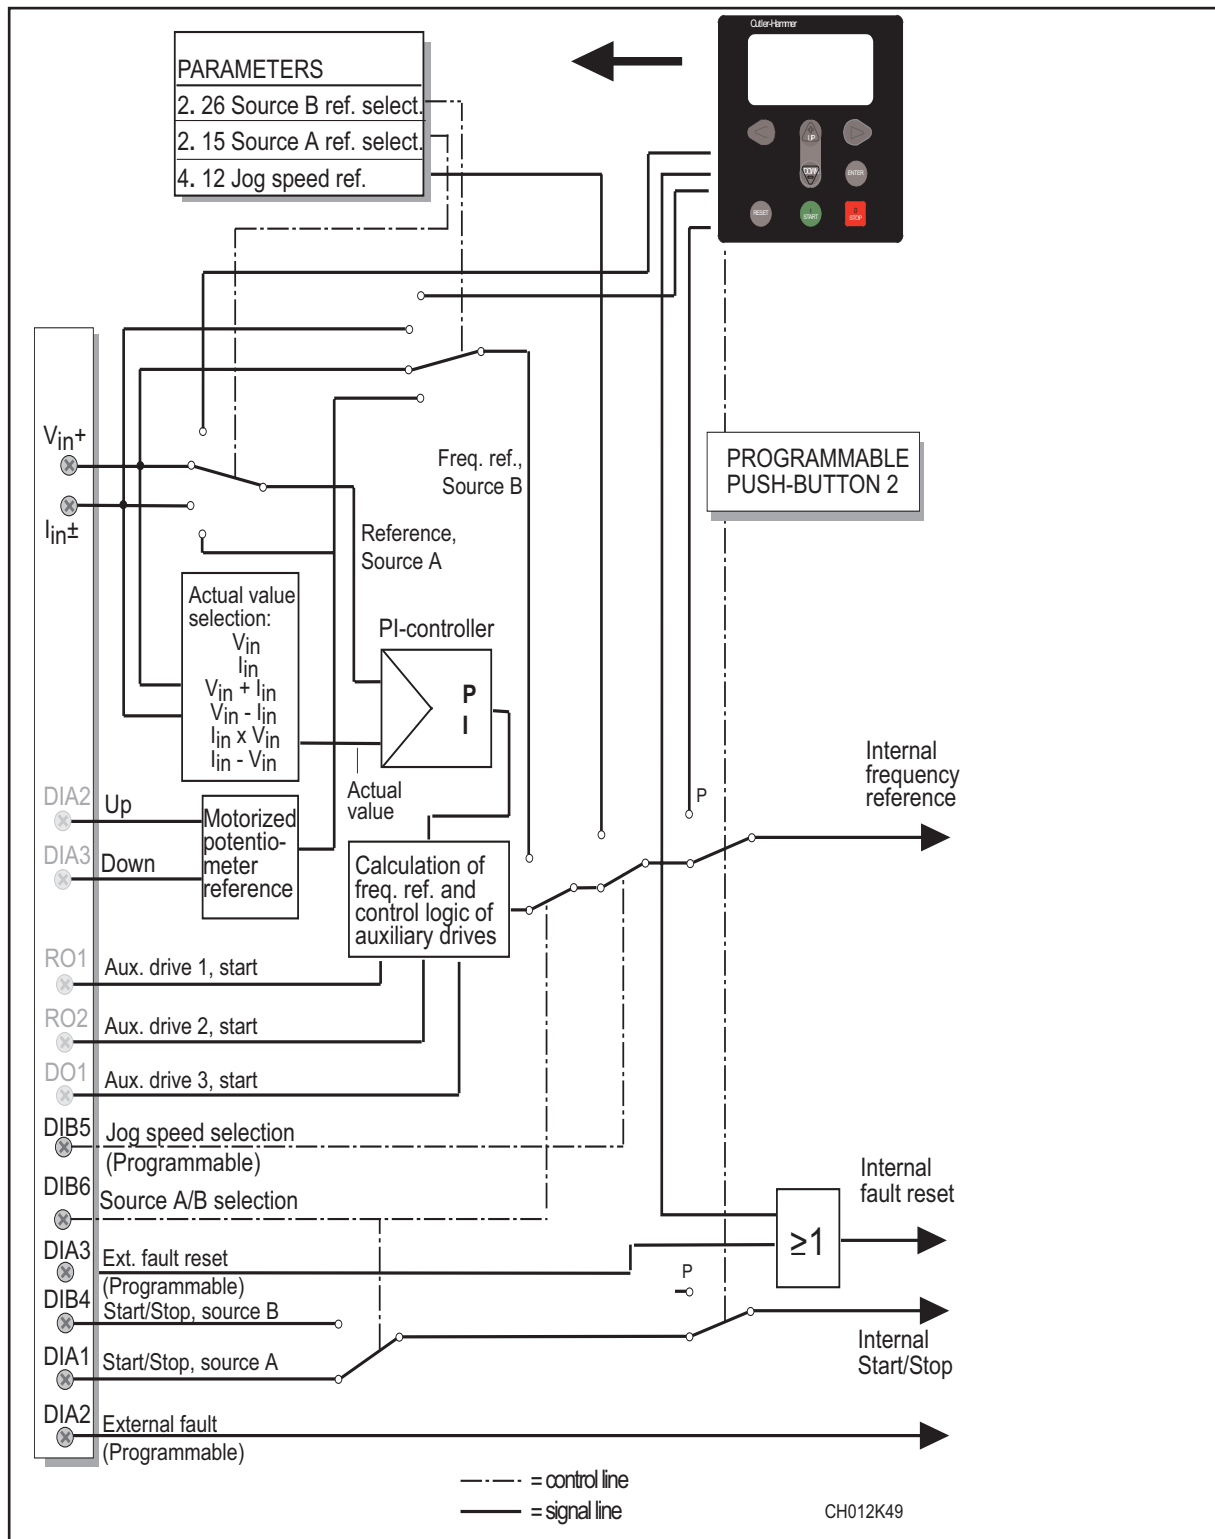 Cutler-Hammer
PARAMETERS
2. 26 Source B ref. select.
2. 15 Source A ref. select.
4. 12 Jog speed ref.
UP
DOWN
ENTER
RESET
START
STOP
Vin+
Iin±
Freq. ref.,
Source B
PROGRAMMABLE
PUSH-BUTTON 2
Reference,
Source A
Actual value
selection:
Vin
Iin
Vin + Iin
Vin - Iin
Iin x Vin
Iin - Vin
PI-controller
P
I
Actual
value
Internal
frequency
reference
P
DIA2
Up
DIA3
Down
Motorized
potentio-
meter
reference
Calculation of
freq. ref. and
control logic of
auxiliary drives
RO1
Aux. drive 1, start
RO2
Aux. drive 2, start
DO1
Aux. drive 3, start
DIB5
Jog speed selection
(Programmable)
DIB6
Source A/B selection
Internal
fault reset
≥1
DIA3
Ext. fault reset
(Programmable)
P
DIB4
Start/Stop, source B
DIA1
Start/Stop, source A
Internal
Start/Stop
DIA2
External fault
(Programmable)
= control line
= signal line
CH012K49